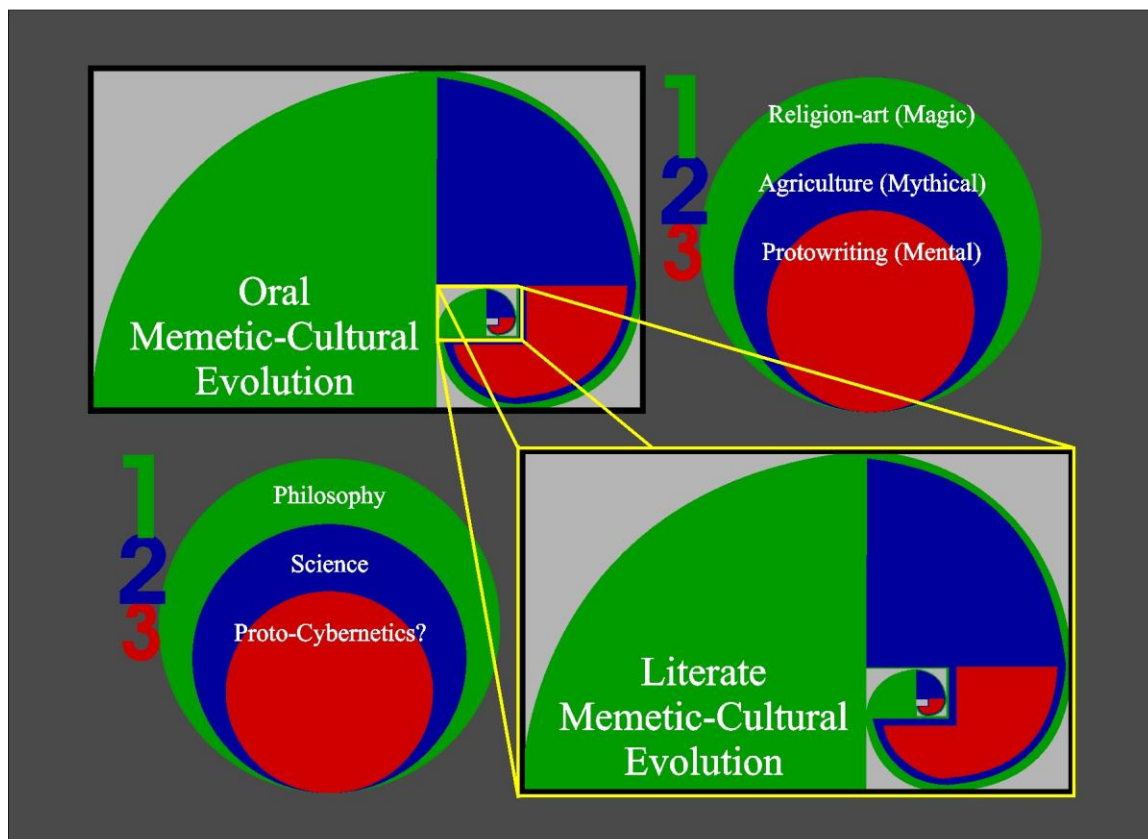 Oral
Memetic-Cultural
Evolution
1
Religion-art (Magic)
2
Agriculture (Mythical)
3
Protowriting (Mental)
1
Philosophy
2
Science
3
Proto-Cybernetics?
Literate
Memetic-Cultural
Evolution